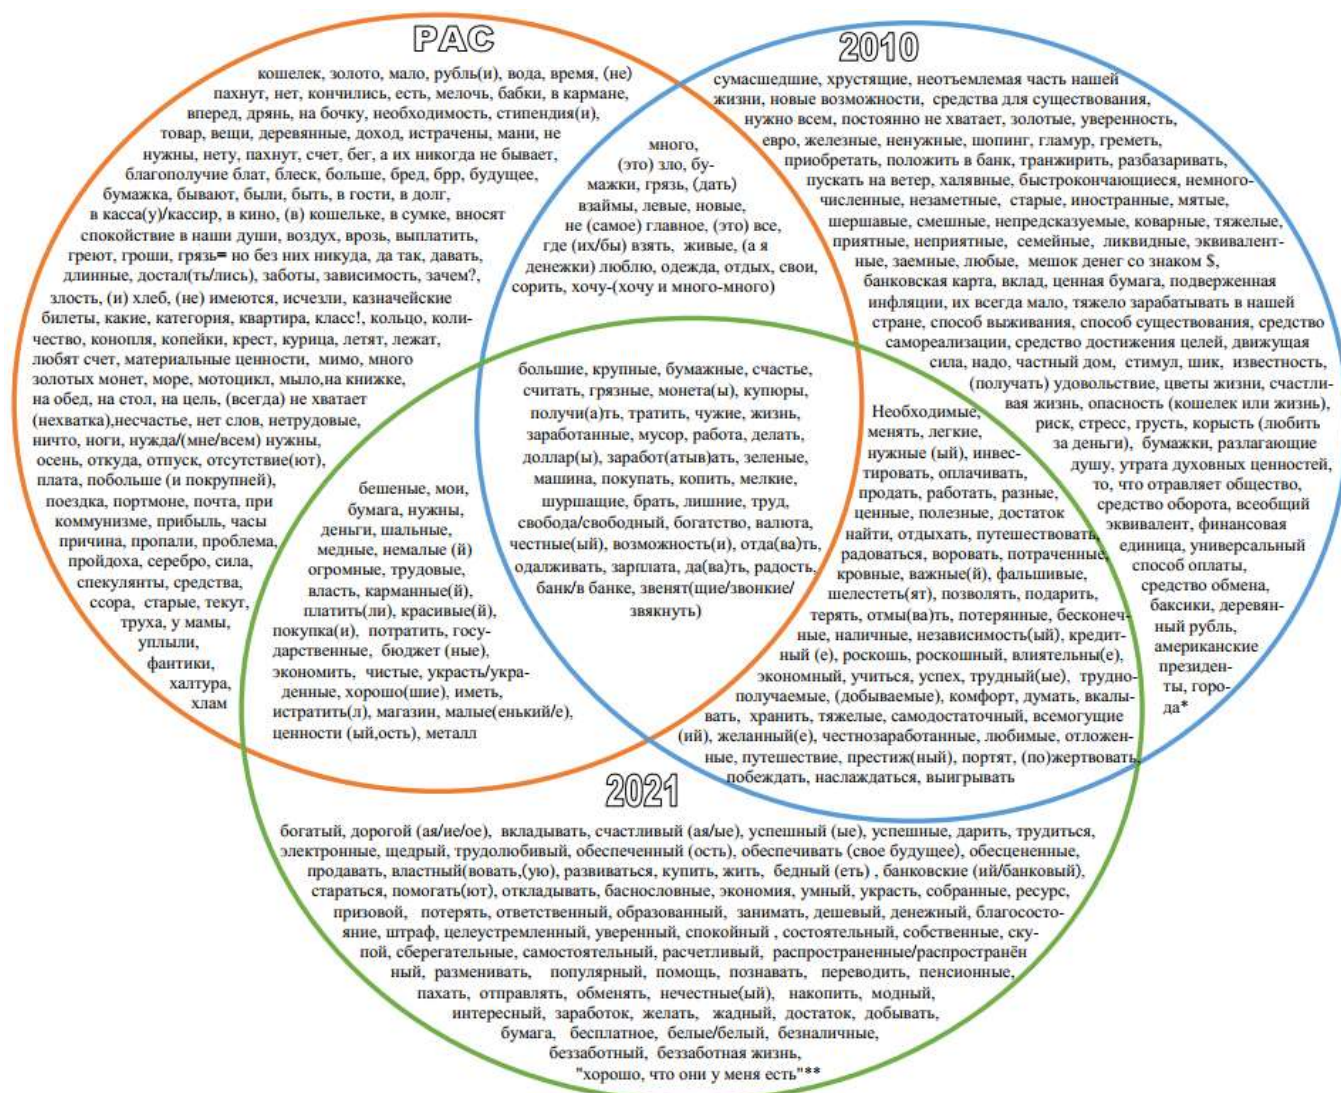 РАС
кошелек, золото, мало, рубль(и), вода, время, (не)
пахнут, нет, кончились, есть, мелочь, бабки, в кармане,
вперед, дрянь, на бочку, необходимость, стипендия(и),
товар, вещи, деревянные, доход, истрачены, мани, не
нужны, нету, пахнут, счет, бег, а их никогда не бывает,
благополучие блат, блеск, больше, бред, брр, будущее,
бумажка, бывают, были, быть, в гости, в долг,
в касса(у)/кассир, в кино, (в) кошельке, в сумке, вносят
спокойствие в наши души, воздух, врозь, выплатить,
греют, гроши, грязь= но без них никуда, да так, давать,
длинные, достал(ть/лись), заботы, зависимость, зачем?,
злость, (и) хлеб, (не) имеются, исчезли, казначейские
билеты, какие, категория, квартира, класс!, кольцо, коли-
чество, конопля, копейки, крест, курица, летят, лежат,
любят счет, материальные ценности, мимо, много
золотых монет, море, мотоцикл, мыло,на книжке,
на обед, на стол, на цель, (всегда) не хватает
(нехватка),несчастье, нет слов, нетрудовые,
ничто, ноги, нужда/(мне/всем) нужны,
осень, откуда, отпуск, отсутствие(ют),
плата, побольше (и покрупней),
поездка, портмоне, почта, при
коммунизме, прибыль, часы
причина, пропали, проблема,
пройдоха, серебро, сила,
спекулянты, средства,
ссора, старые, текут,
труха, у мамы,
уплыли,
фантики,
халтура,
хлам
2010
сумасшедшие, хрустящие, неотъемлемая часть нашей
жизни, новые возможности, средства для существования,
нужно всем, постоянно не хватает, золотые, уверенность,
евро, железные, ненужные, шопинг, гламур, греметь,
приобретать, положить в банк, транжирить, разбазаривать,
пускать на ветер, халявные, быстрокончающиеся, немного-
численные, незаметные, старые, иностранные, мятые,
шершавые, смешные, непредсказуемые, коварные, тяжелые,
приятные, неприятные, семейные, ликвидные, эквивалент-
ные, заемные, любые, мешок денег со знаком $,
банковская карта, вклад, ценная бумага, подверженная
инфляции, их всегда мало, тяжело зарабатывать в нашей
стране, способ выживания, способ существования, средство
самореализации, средство достижения целей, движущая
сила, надо, частный дом, стимул, шик, известность,
(получать) удовольствие, цветы жизни, счастли-
вая жизнь, опасность (кошелек или жизнь),
риск, стресс, грусть, корысть (любить
за деньги), бумажки, разлагающие
душу, утрата духовных ценностей,
то, что отравляет общество,
средство оборота, всеобщий
эквивалент, финансовая
единица, универсальный
способ оплаты,
средство обмена,
баксики, деревян-
ный рубль,
американские
президен-
ты, горо-
да*
много,
(это) зло, бу-
мажки, грязь, (дать)
взаймы, левые, новые,
не (самое) главное, (это) все,
где (их/бы) взять, живые, (а я
денежки) люблю, одежда, отдых, свои,
сорить, хочу-(хочу и много-много)
большие, крупные, бумажные, счастье,
считать, грязные, монета(ы), купюры,
получи(а)ть, тратить, чужие, жизнь,
заработанные, мусор, работа, делать,
доллар(ы), заработ(атыв)ать, зеленые,
машина, покупать, копить, мелкие,
шуршащие, брать, лишние, труд,
свобода/свободный, богатство, валюта,
честные(ый), возможность(и), отда(ва)ть,
одалживать, зарплата, да(ва)ть, радость,
банк/в банке, звенят(щие/звонкие/
звякнуть)
бешеные, мои,
бумага, нужны,
деньги, шальные,
медные, немалые (й)
огромные, трудовые,
власть, карманные(й),
платить(ли), красивые(й),
покупка(и), потратить, госу-
дарственные, бюджет (ные),
экономить, чистые, украсть/укра-
денные, хорошо(шие), иметь,
истратить(л), магазин, малые(енький/е),
ценности (ый,ость), металл
Необходимые,
менять, легкие,
нужные (ый), инвес-
тировать, оплачивать,
продать, работать, разные,
ценные, полезные, достаток
найти, отдыхать, путешествовать,
радоваться, воровать, потраченные,
кровные, важные(й), фальшивые,
шелестеть(ят), позволять, подарить,
терять, отмы(ва)ть, потерянные, бесконеч-
ные, наличные, независимость(ый), кредит-
ный (е), роскошь, роскошный, влиятельны(е),
экономный, учиться, успех, трудный(ые), трудно-
получаемые, (добываемые), комфорт, думать, вкалы-
вать, хранить, тяжелые, самодостаточный, всемогущие
(ий), желанный(е), честнозаработанные, любимые, отложен-
ные, путешествие, престиж(ный), портят, (по)жертвовать,
побеждать, наслаждаться, выигрывать
2021
богатый, дорогой (ая/ие/ое), вкладывать, счастливый (ая/ые), успешный (ые), успешные, дарить, трудиться,
электронные, щедрый, трудолюбивый, обеспеченный (ость), обеспечивать (свое будущее), обесцененные,
продавать, властный(вовать,(ую), развиваться, купить, жить, бедный (еть) , банковские (ий/банковый),
стараться, помогать(ют), откладывать, баснословные, экономия, умный, украсть, собранные, ресурс,
призовой, потерять, ответственный, образованный, занимать, дешевый, денежный, благососто-
яние, штраф, целеустремленный, уверенный, спокойный , состоятельный, собственные, ску-
пой, сберегательные, самостоятельный, расчетливый, распространенные/распространён
ный, разменивать, популярный, помощь, познавать, переводить, пенсионные,
пахать, отправлять, обменять, нечестные(ый), накопить, модный,
интересный, заработок, желать, жадный, достаток, добывать,
бумага, бесплатное, белые/белый, безналичные,
беззаботный, беззаботная жизнь,
"хорошо, что они у меня есть"**